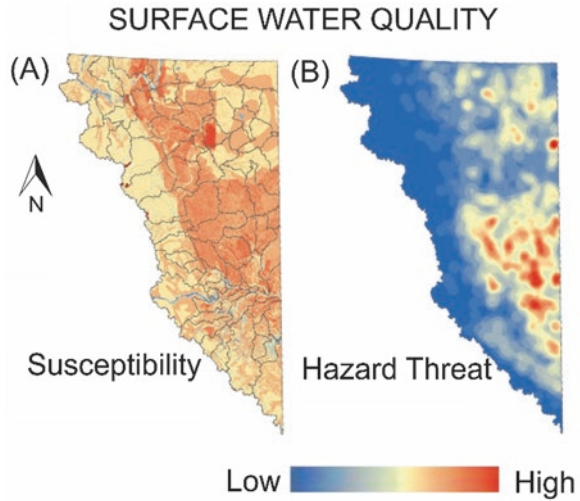 SURFACE WATER QUALITY
(A)
(B)
N
Susceptibility
Hazard Threat
Low
High